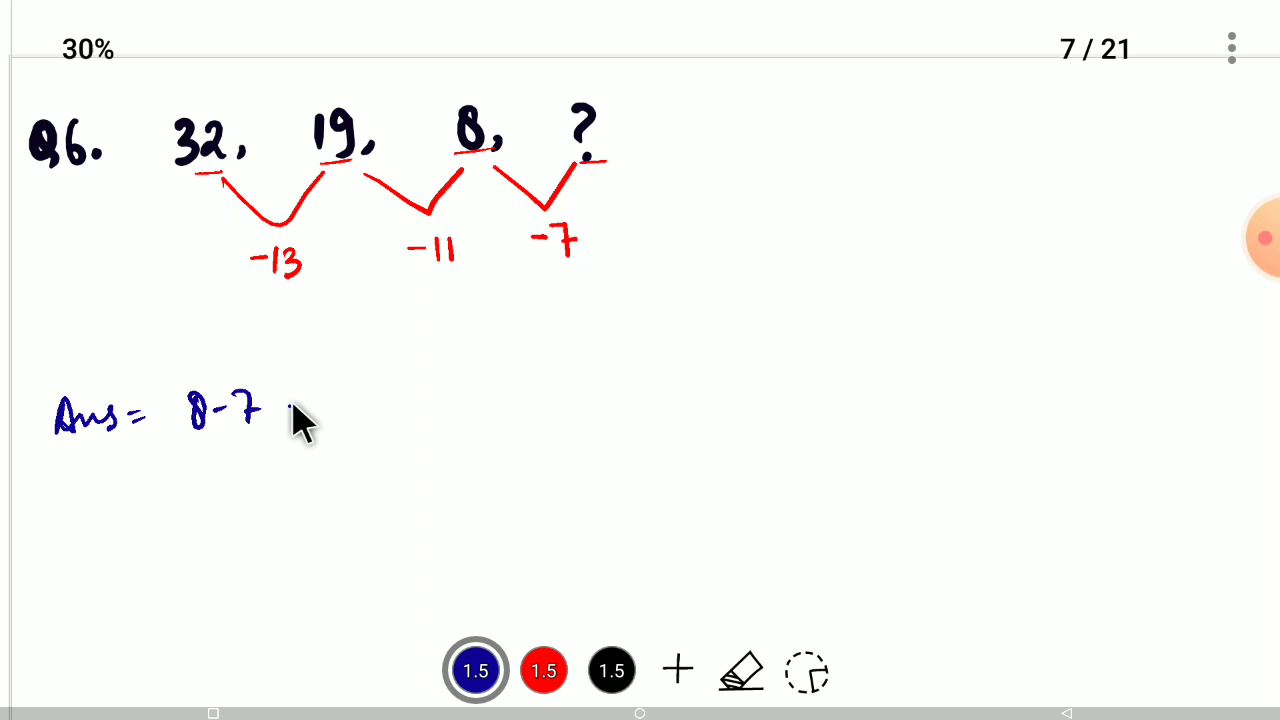 30% 7 / 21
Q6. 32, 19, 8, ?
-13 -11 -7
Ans = 8-7
1.5 1.5 1.5